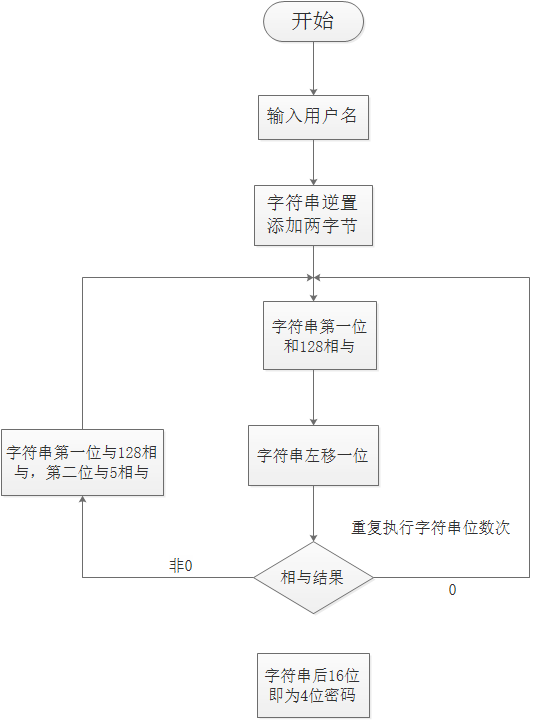 开始
输入用户名
字符串逆置
添加两字节
字符串第一位
和128相与
字符串第一位与128相
与，第二位与5相与
字符串左移一位
重复执行字符串位数次
非0
相与结果
0
字符串后16位
即为4位密码